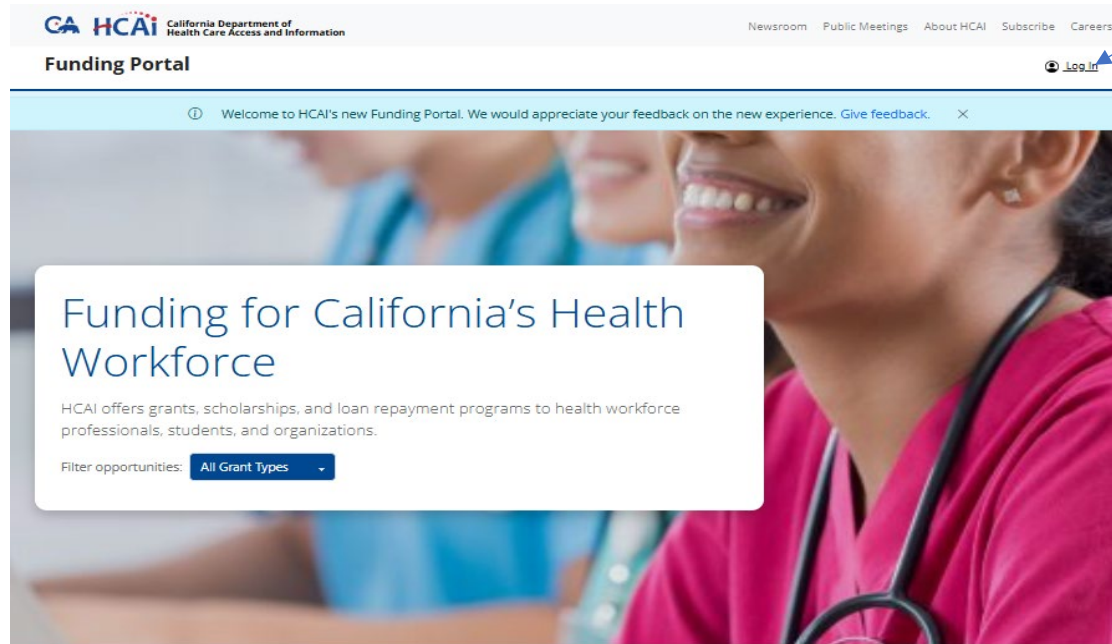 CA HCAi California Department of
Health Care Access and Information
Newsroom Public Meetings About HCAI Subscribe Careers
Funding Portal
Log In
Welcome to HCAI's new Funding Portal. We would appreciate your feedback on the new experience. Give feedback.
Funding for California's Health
Workforce
HCAI offers grants, scholarships, and loan repayment programs to health workforce
professionals, students, and organizations.
Filter opportunities: All Grant Types